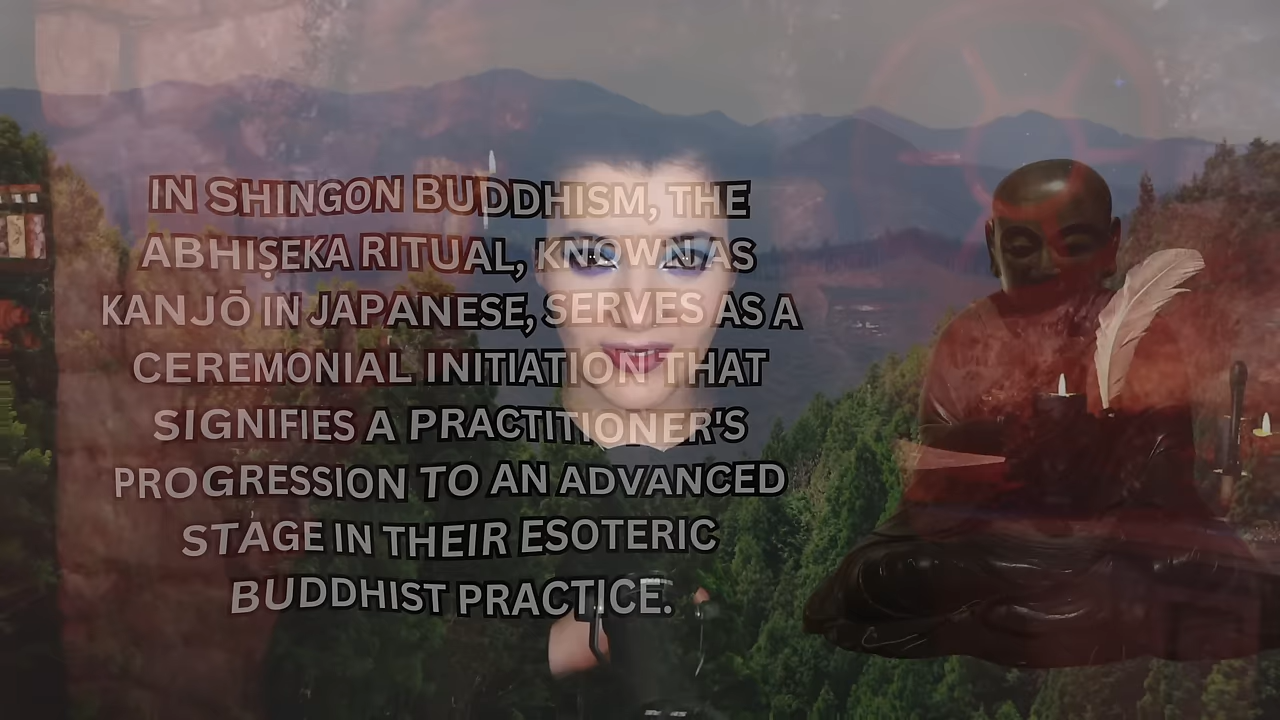 IN SHINGON BUDDHISM, THE
ABHIṢEKA RITUAL, KNOWN AS
KANJŌ IN JAPANESE, SERVES AS A
CEREMONIAL INITIATION THAT
SIGNIFIES A PRACTITIONER'S
PROGRESSION TO AN ADVANCED
STAGE IN THEIR ESOTERIC
BUDDHIST PRACTICE.